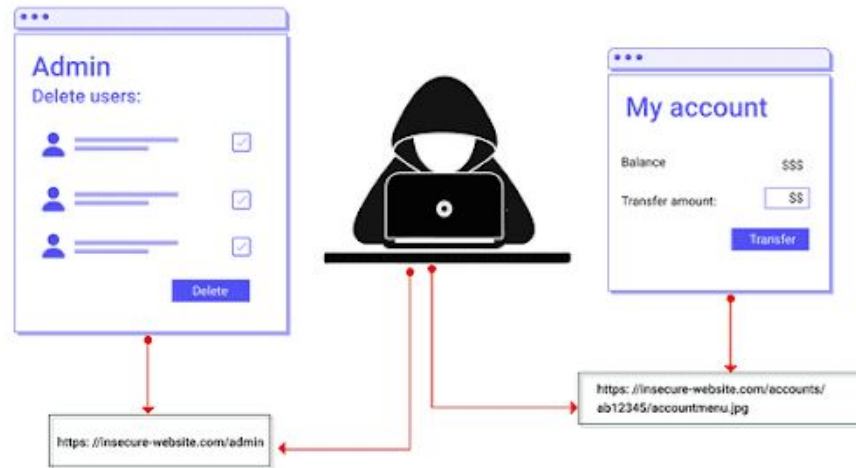 Admin
Delete users:
Delete
https: //insecure-website.com/admin
My account
Balance $$$
Transfer amount: $$
Transfer
https: //insecure-website.com/accounts/
ab12345/accountmenu.jpg